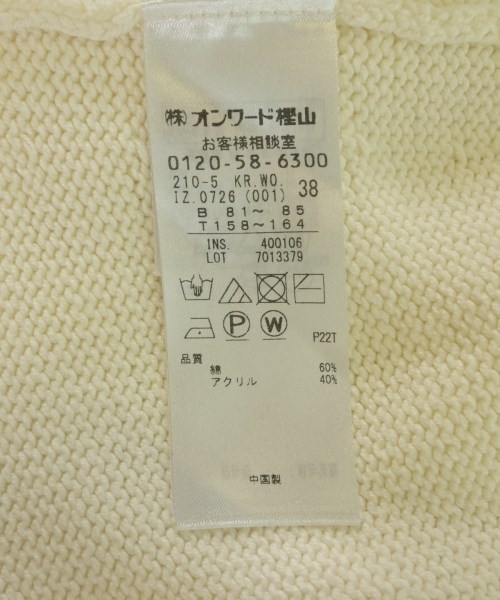 (株)オンワード樫山
お客様相談室
0120-58-6300
210-5 KR.WO.
IZ.0726 (001) 38
B 81~ 85
T158~164
INS. 400106
LOT 7013379
P W
P22T
品質
綿 60%
アクリル 40%
中国製